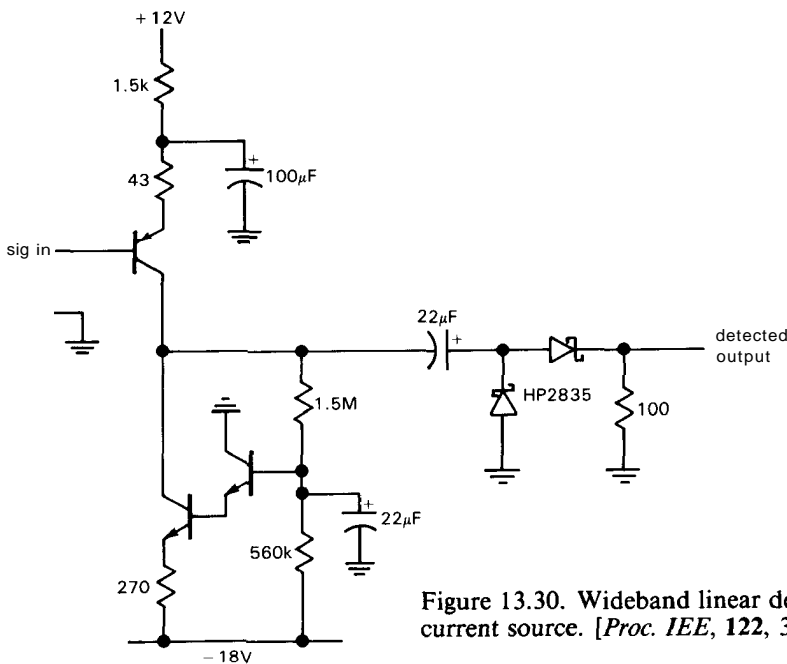 +12V
1.5k
43
+
100μF
sig in
22μF
+
detected
output
HP2835
1.5M
100
+
22μF
560k
270
−18V
Figure 13.30. Wideband linear de
current source. [Proc. IEE, 122, 3